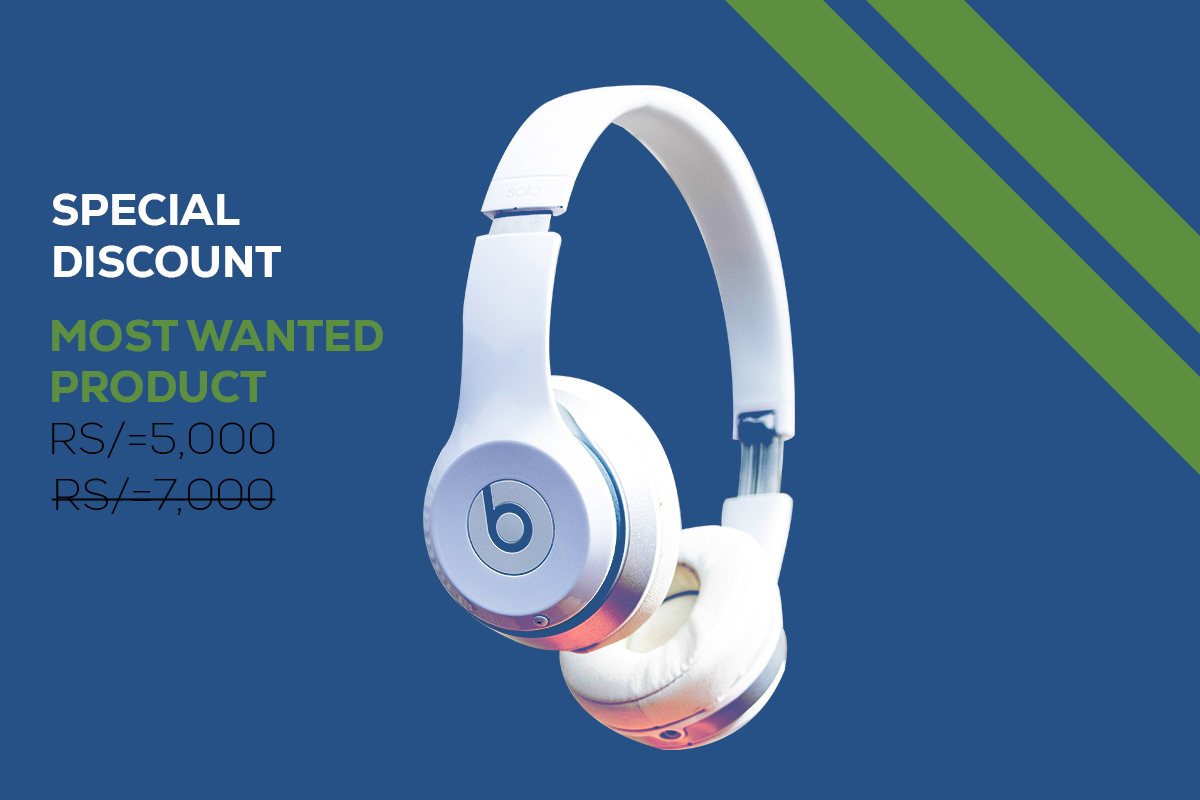 SPECIAL
DISCOUNT
MOST WANTED
PRODUCT
RS/=5,000
RS/=7,000
solo
b